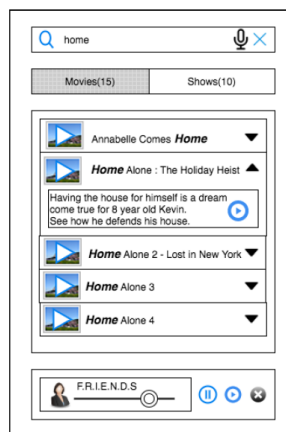 home
Movies(15)
Shows(10)
Annabelle Comes Home
Home Alone : The Holiday Heist
Having the house for himself is a dream
come true for 8 year old Kevin.
See how he defends his house.
Home Alone 2 - Lost in New York
Home Alone 3
Home Alone 4
F.R.I.E.N.D.S